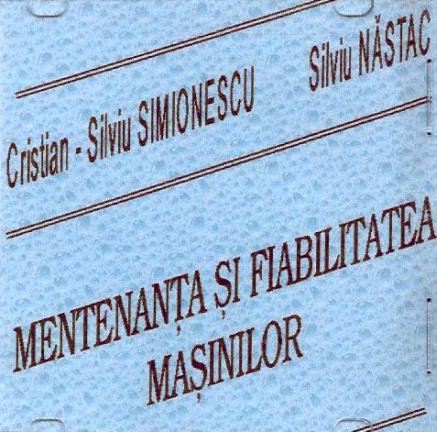 Cristian - Silviu SIMIONESCU Silviu NĂSTAC
MENTENANȚA ȘI FIABILITATEA
MAȘINILOR